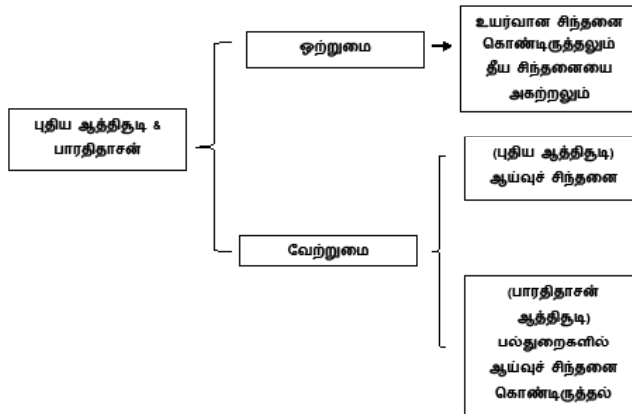 புதிய ஆத்திசூடி &
பாரதிதாசன்
ஒற்றுமை
உயர்வான சிந்தனை
கொண்டிருத்தலும்
தீய சிந்தனையை
அகற்றலும்
வேற்றுமை
(புதிய ஆத்திசூடி)
ஆய்வுச் சிந்தனை
(பாரதிதாசன்
ஆத்திசூடி)
பல்துறைகளில்
ஆய்வுச் சிந்தனை
கொண்டிருத்தல்